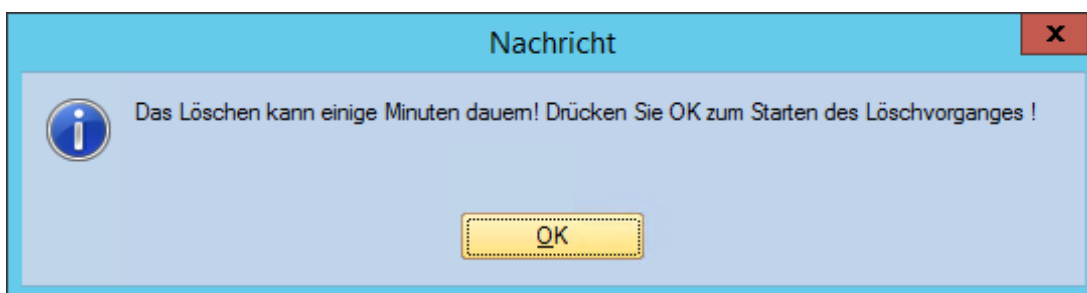 Nachricht
x
Das Löschen kann einige Minuten dauern! Drücken Sie OK zum Starten des Löschvorganges !
OK